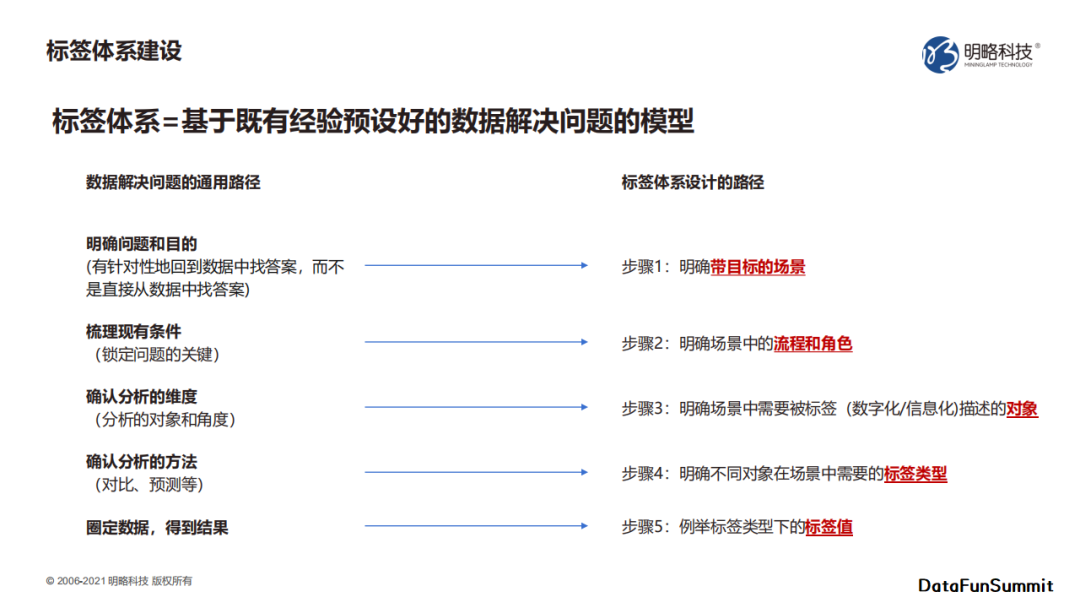 标签体系建设
明略科技®
MININGLAMP TECHNOLOGY
标签体系=基于既有经验预设好的数据解决问题的模型
数据解决问题的通用路径
标签体系设计的路径
明确问题和目的
(有针对性地回到数据中找答案，而不
是直接从数据中找答案)
步骤1：明确带目标的场景
梳理现有条件
（锁定问题的关键）
步骤2：明确场景中的流程和角色
确认分析的维度
（分析的对象和角度）
步骤3：明确场景中需要被标签（数字化/信息化)描述的对象
确认分析的方法
（对比、预测等）
步骤4：明确不同对象在场景中需要的标签类型
圈定数据，得到结果
步骤5：例举标签类型下的标签值
© 2006-2021 明略科技 版权所有
DataFunSummit